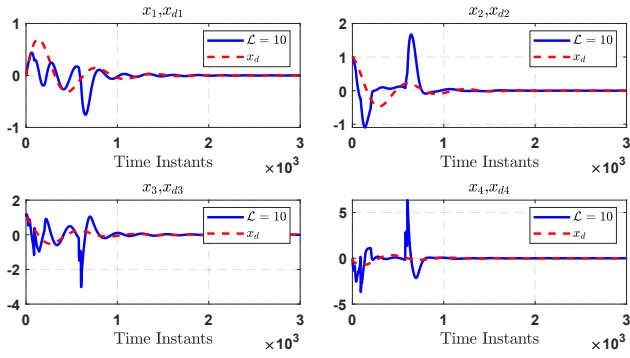 x1,xd1
1
0
-1
0
1
2
3
Time Instants
×10³
ℒ = 10
xd
x2,xd2
2
1
0
-1
0
1
2
3
Time Instants
×10³
ℒ = 10
xd
x3,xd3
2
0
-2
-4
0
1
2
3
Time Instants
×10³
ℒ = 10
xd
x4,xd4
5
0
-5
0
1
2
3
Time Instants
×10³
ℒ = 10
xd